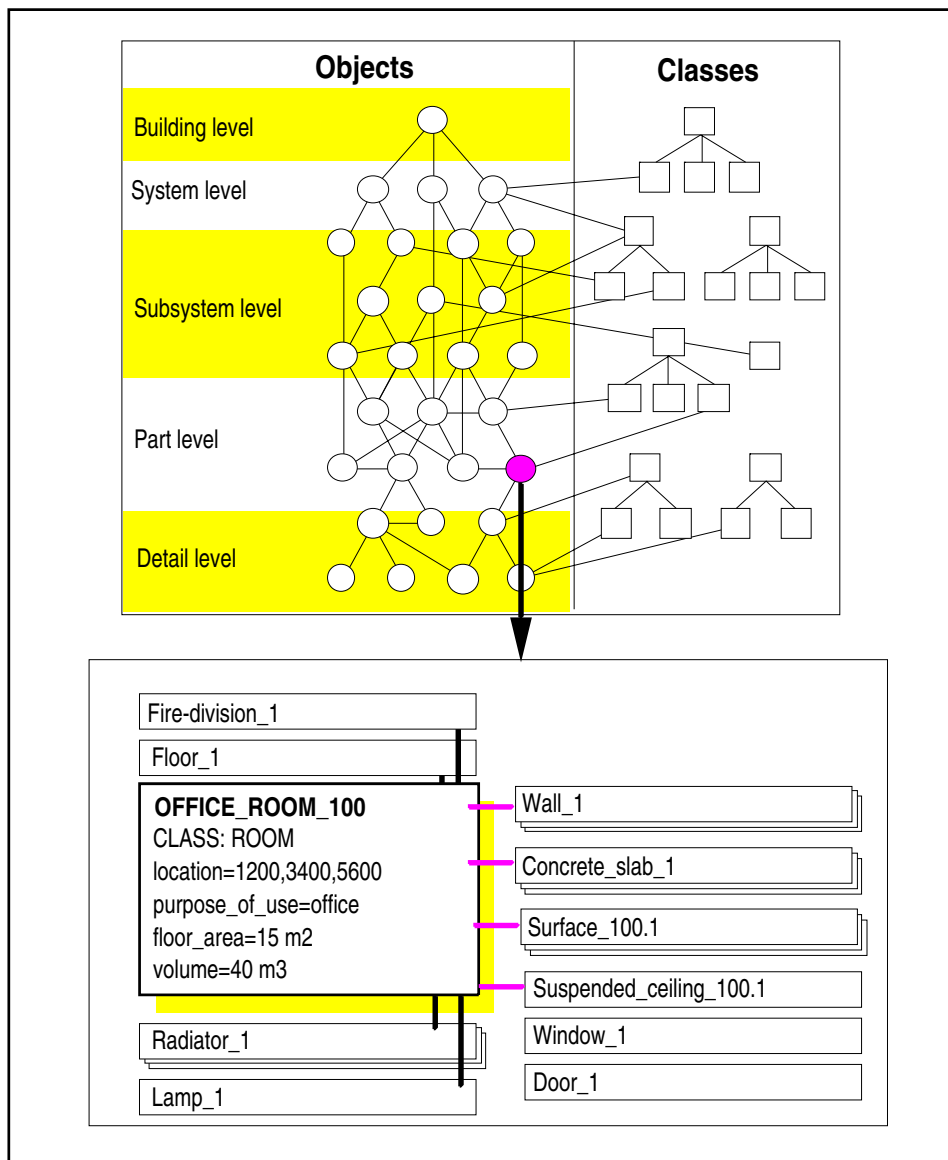 Objects
Classes
Building level
System level
Subsystem level
Part level
Detail level
Fire-division_1
Floor_1
OFFICE_ROOM_100
CLASS: ROOM
location=1200,3400,5600
purpose_of_use=office
floor_area=15 m2
volume=40 m3
Radiator_1
Lamp_1
Wall_1
Concrete_slab_1
Surface_100.1
Suspended_ceiling_100.1
Window_1
Door_1